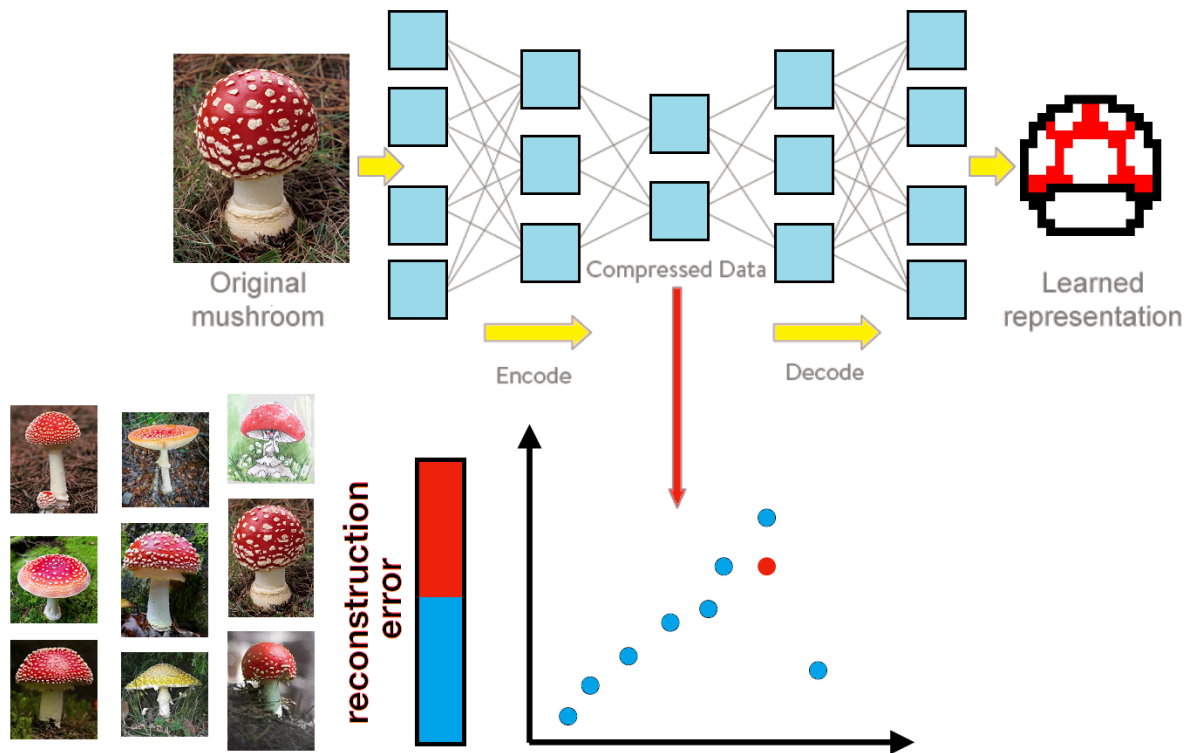 Original
mushroom
Compressed Data
Learned
representation
Encode
Decode
reconstruction
error